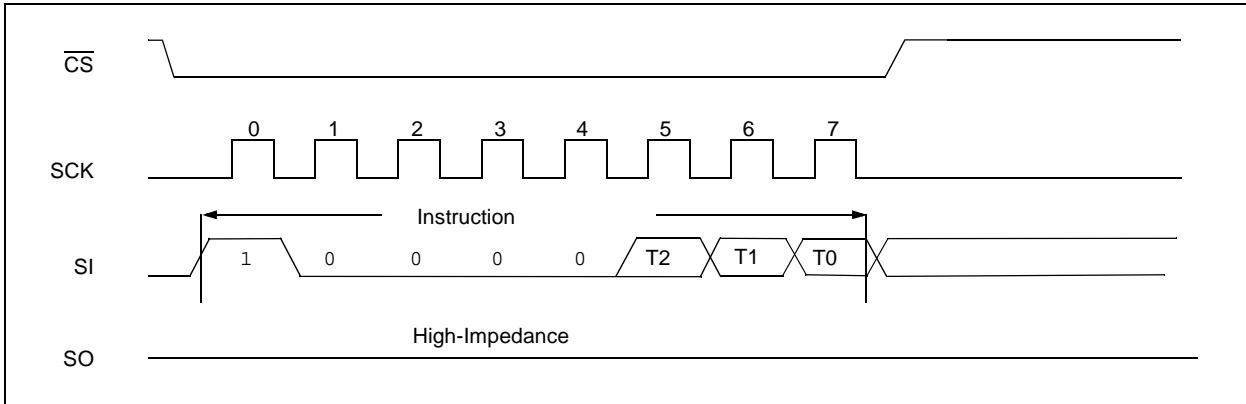 CS
0 1 2 3 4 5 6 7
SCK
Instruction
SI
1 0 0 0 0 T2 T1 T0
High-Impedance
SO